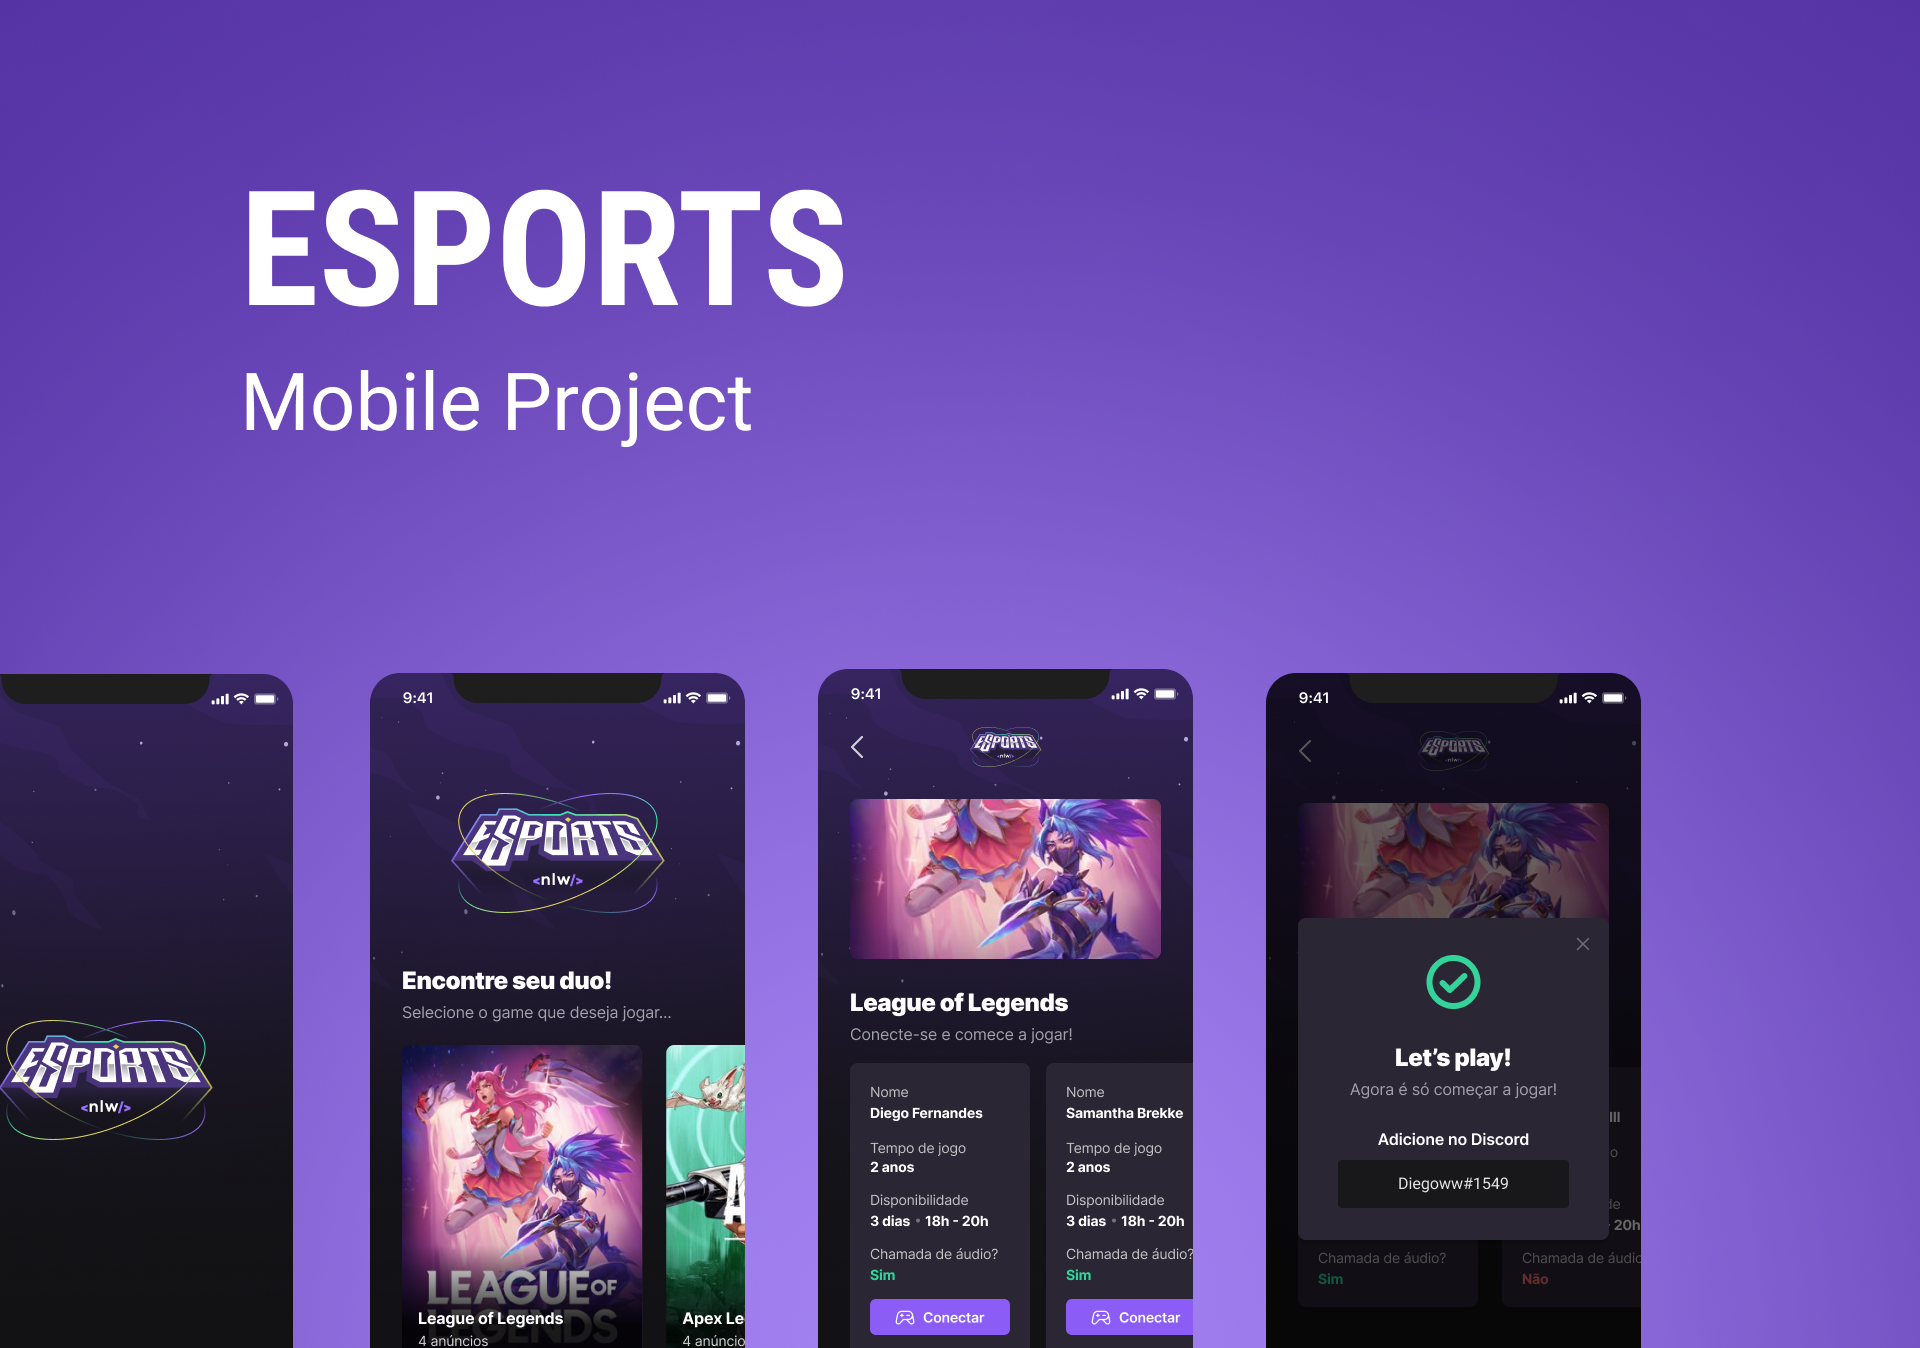 ESPORTS
Mobile Project
ESPORTS
<nlw/>
9:41
ESPORTS
<nlw/>
Encontre seu duo!
Selecione o game que deseja jogar...
LEAGUE OF
LEGENDS
League of Legends
4 anúncios
A
Apex Le
4 anúncio
9:41
ESPORTS
<nlw/>
League of Legends
Conecte-se e comece a jogar!
Nome
Diego Fernandes
Tempo de jogo
2 anos
Disponibilidade
3 dias • 18h - 20h
Chamada de áudio?
Sim
Conectar
Nome
Samantha Brekke
Tempo de jogo
2 anos
Disponibilidade
3 dias • 18h - 20h
Chamada de áudio?
Sim
Conectar
9:41
ESPORTS
<nlw/>
Let’s play!
Agora é só começar a jogar!
Adicione no Discord
Diegoww#1549
o
de
- 20h
Chamada de áudio?
Sim
Chamada de áudio
Não